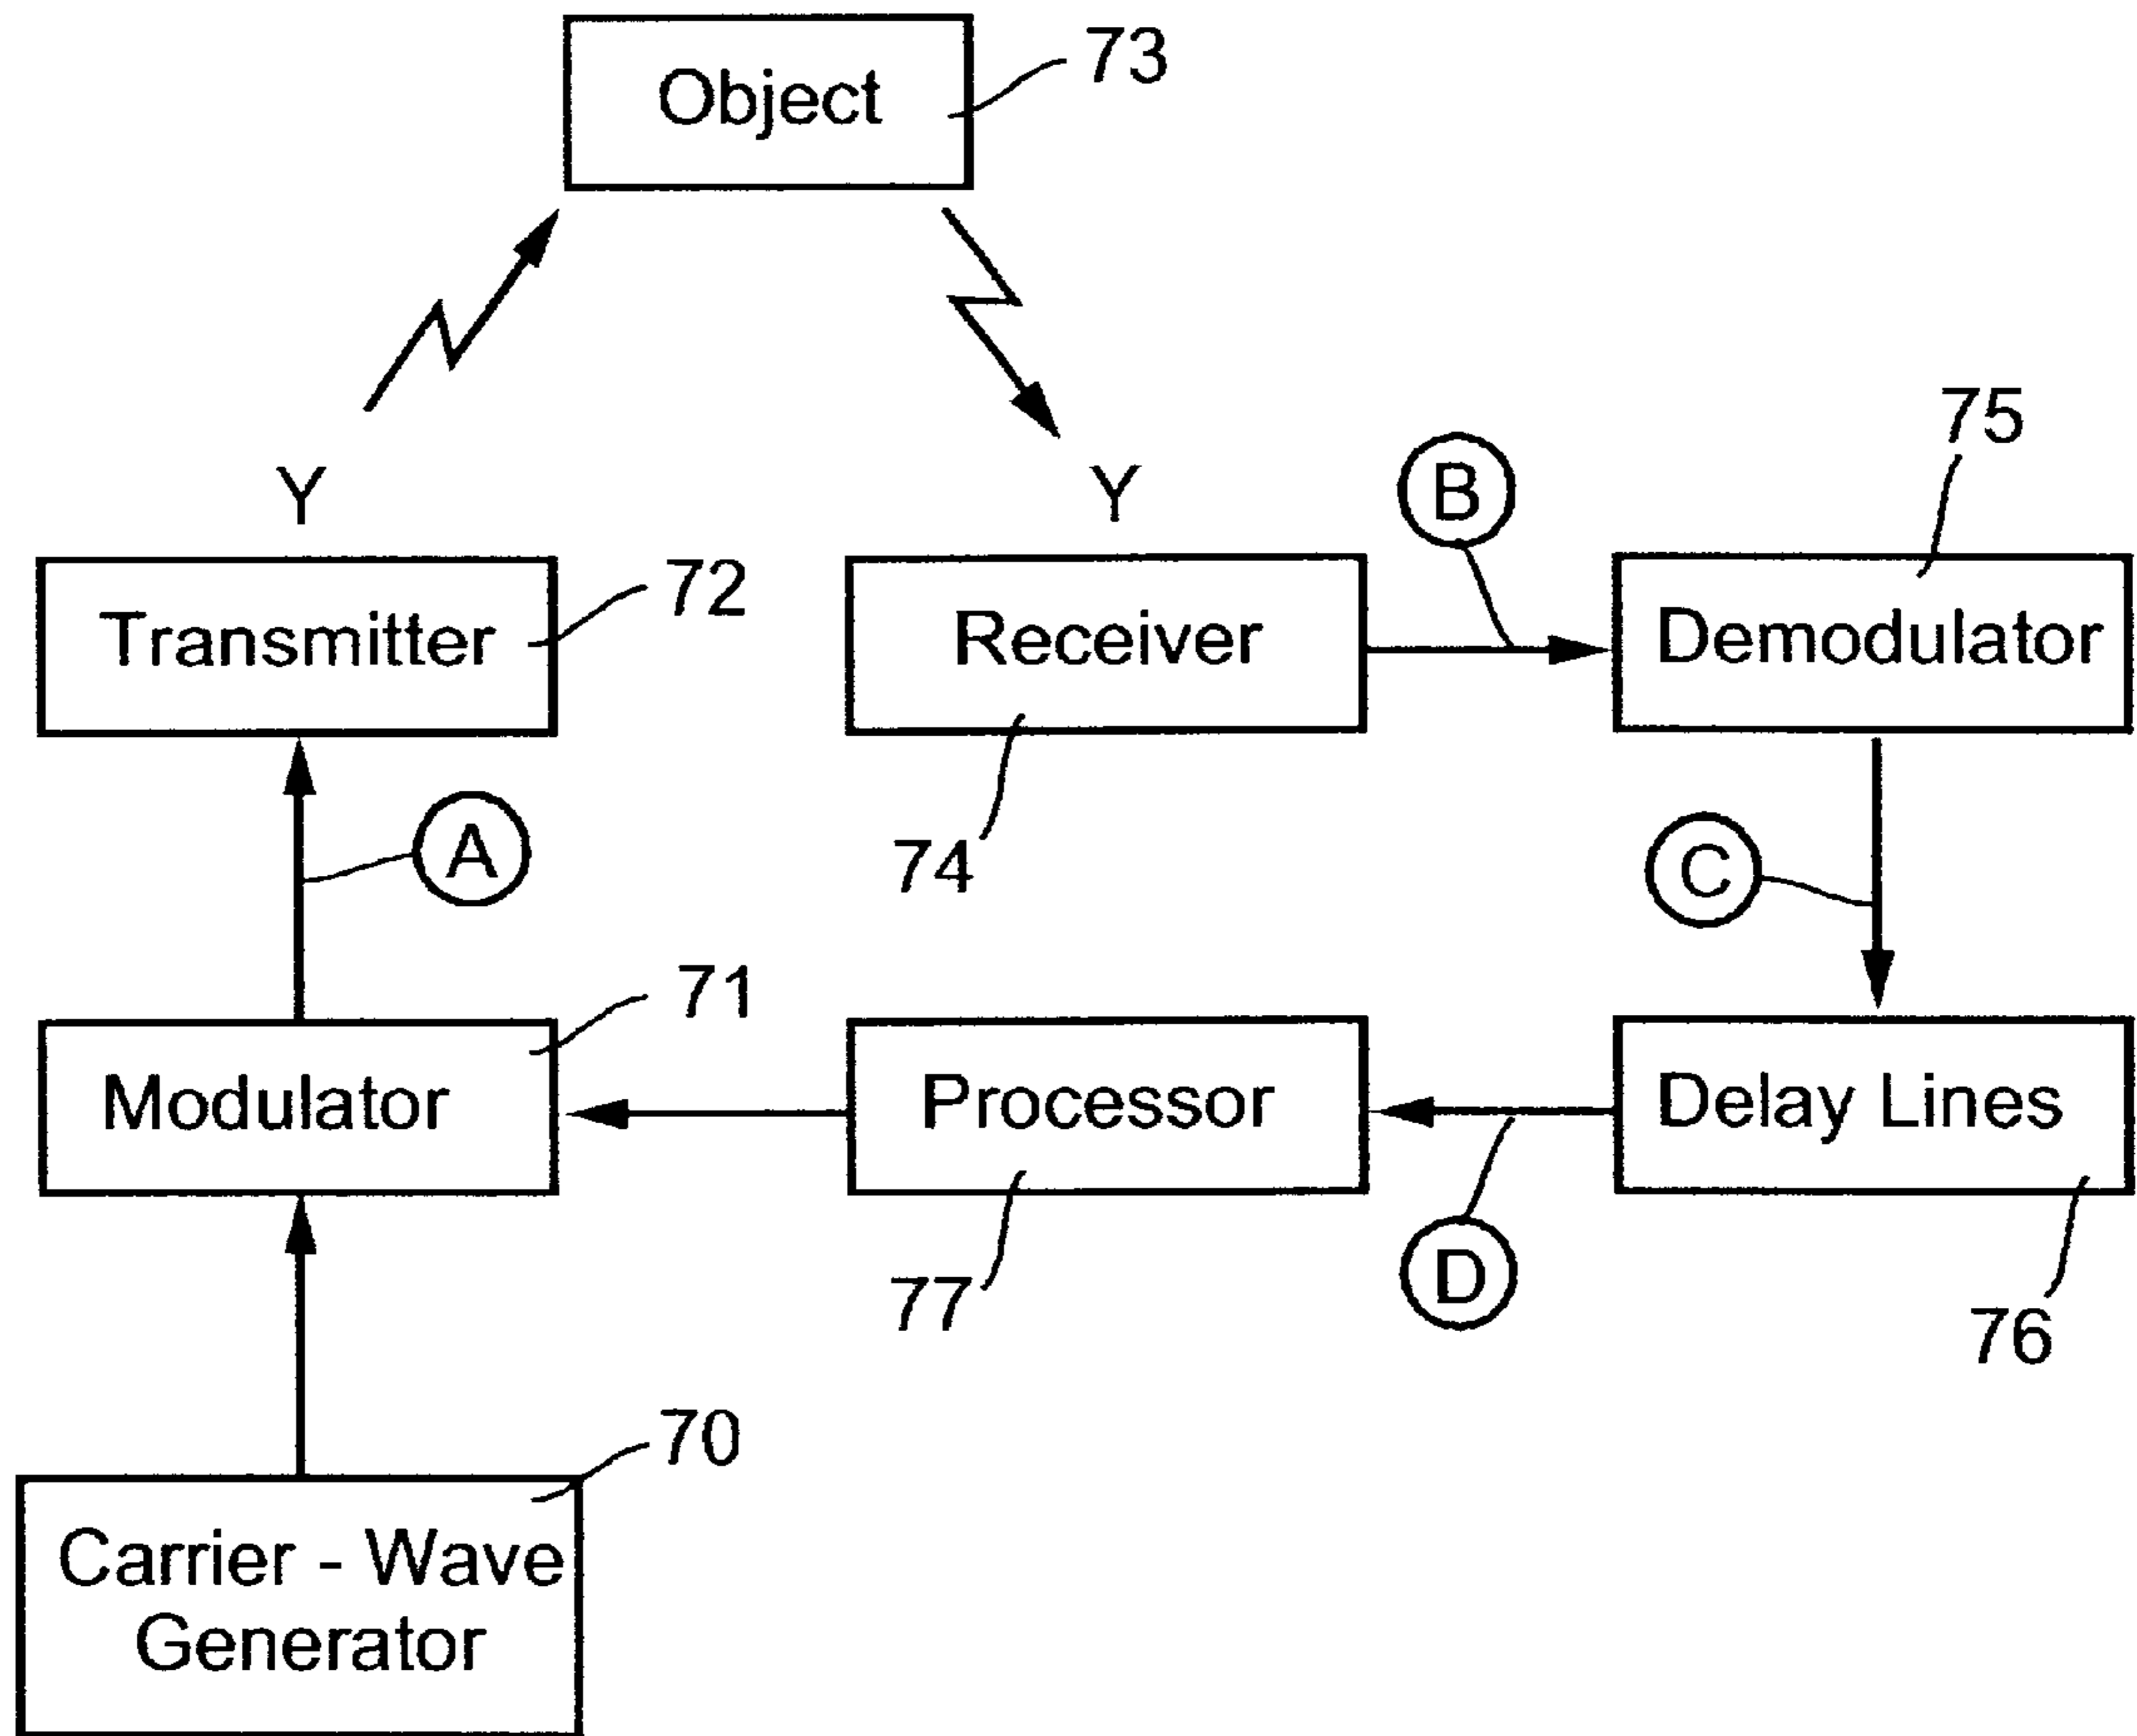 Object
73
Y
Y
B
75
Transmitter
72
Receiver
Demodulator
A
74
C
71
Modulator
Processor
Delay Lines
77
D
76
70
Carrier - Wave
Generator